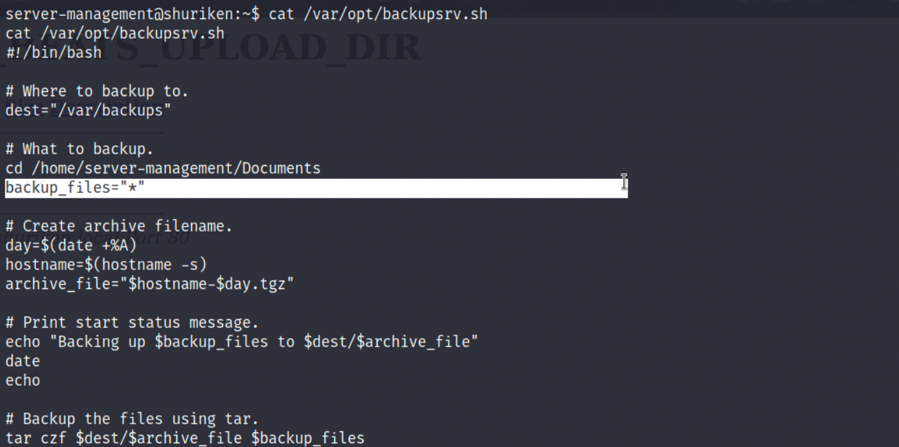 server-management@shuriken:~$ cat /var/opt/backupsrv.sh
cat /var/opt/backupsrv.sh
#!/bin/bash
# Where to backup to.
dest="/var/backups"
# What to backup.
cd /home/server-management/Documents
backup_files="*"
# Create archive filename.
day=$(date +%A)
hostname=$(hostname -s)
archive_file="$hostname-$day.tgz"
# Print start status message.
echo "Backing up $backup_files to $dest/$archive_file"
date
echo
# Backup the files using tar.
tar czf $dest/$archive_file $backup_files